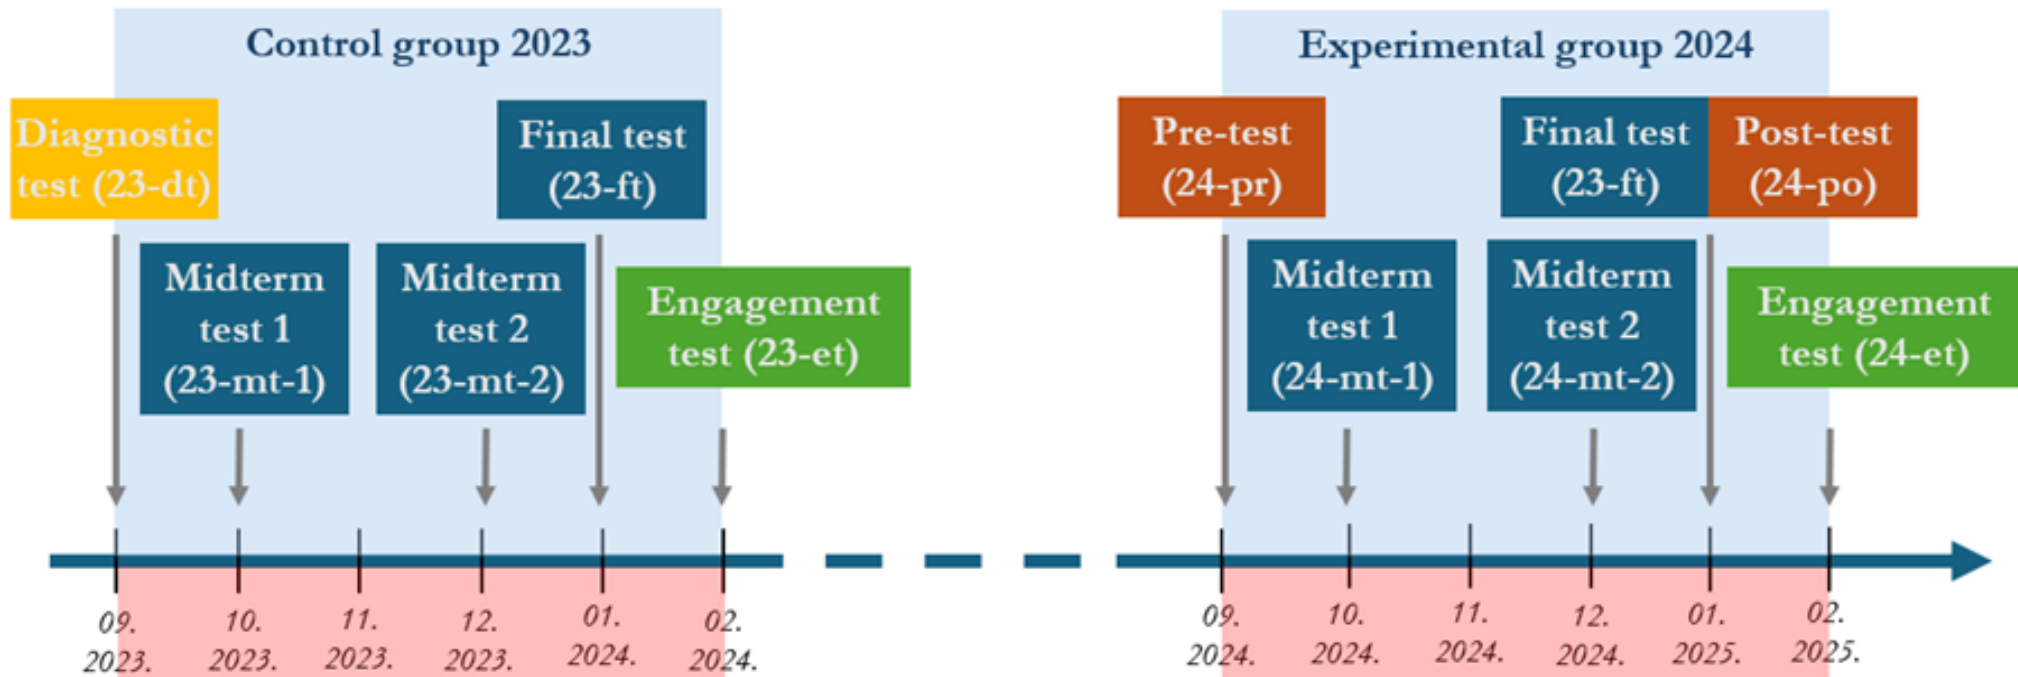 Control group 2023
Diagnostic
test (23-dt)
Final test
(23-ft)
Midterm
test 1
(23-mt-1)
Midterm
test 2
(23-mt-2)
Engagement
test (23-et)
09.
2023.
10.
2023.
11.
2023.
12.
2023.
01.
2024.
02.
2024.
Experimental group 2024
Pre-test
(24-pr)
Final test
(23-ft)
Post-test
(24-po)
Midterm
test 1
(24-mt-1)
Midterm
test 2
(24-mt-2)
Engagement
test (24-et)
09.
2024.
10.
2024.
11.
2024.
12.
2024.
01.
2025.
02.
2025.